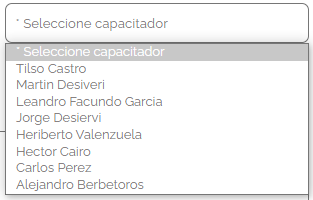 * Seleccione capacitador
* Seleccione capacitador
Tilso Castro
Martin Desiveri
Leandro Facundo Garcia
Jorge Desiervi
Heriberto Valenzuela
Hector Cairo
Carlos Perez
Alejandro Berbetoros